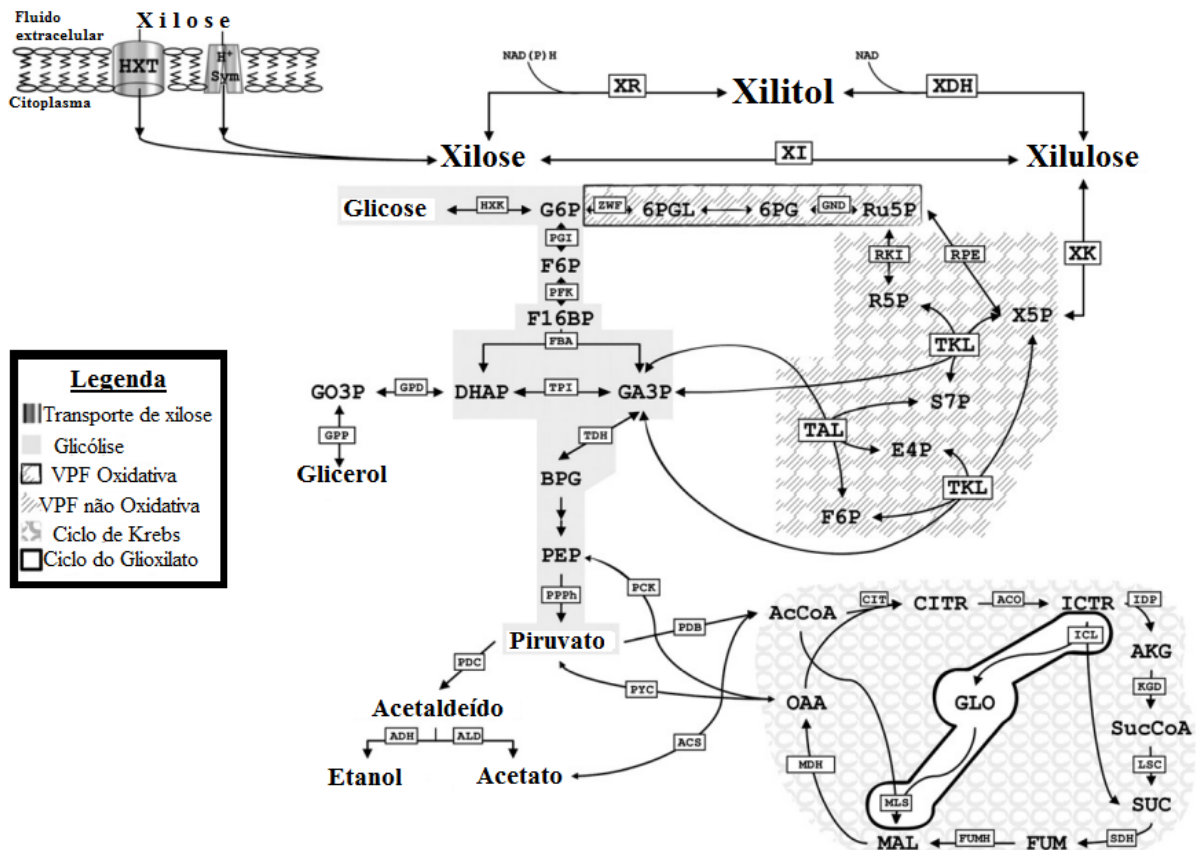 Fluido
extracelular
Xilose
HXT
H+
Sym
Citoplasma
NAD(P)H
XR
Xilitol
NAD
XDH
Xilose
XI
Xilulose
Glicose
HXK
G6P
ZWF
6PGL
6PG
GND
Ru5P
PGI
RKI
RPE
XK
F6P
PFK
R5P
F16BP
X5P
FBA
TKL
GO3P
GPD
DHAP
TPI
GA3P
S7P
GPP
TDH
TAL
E4P
Glicerol
BPG
TKL
F6P
PEP
PCK
PPPh
Piruvato
PDB
AcCoA
CIT
CITR
ACO
ICTR
IDP
ICL
AKG
PDC
PYC
OAA
GLO
KGD
Acetaldeído
SucCoA
ADH
ALD
ACS
MDH
LSC
Etanol
Acetato
MLS
SUC
MAL
FUMH
FUM
SDH
Legenda
Transporte de xilose
Glicólise
VPF Oxidativa
VPF não Oxidativa
Ciclo de Krebs
Ciclo do Glioxilato